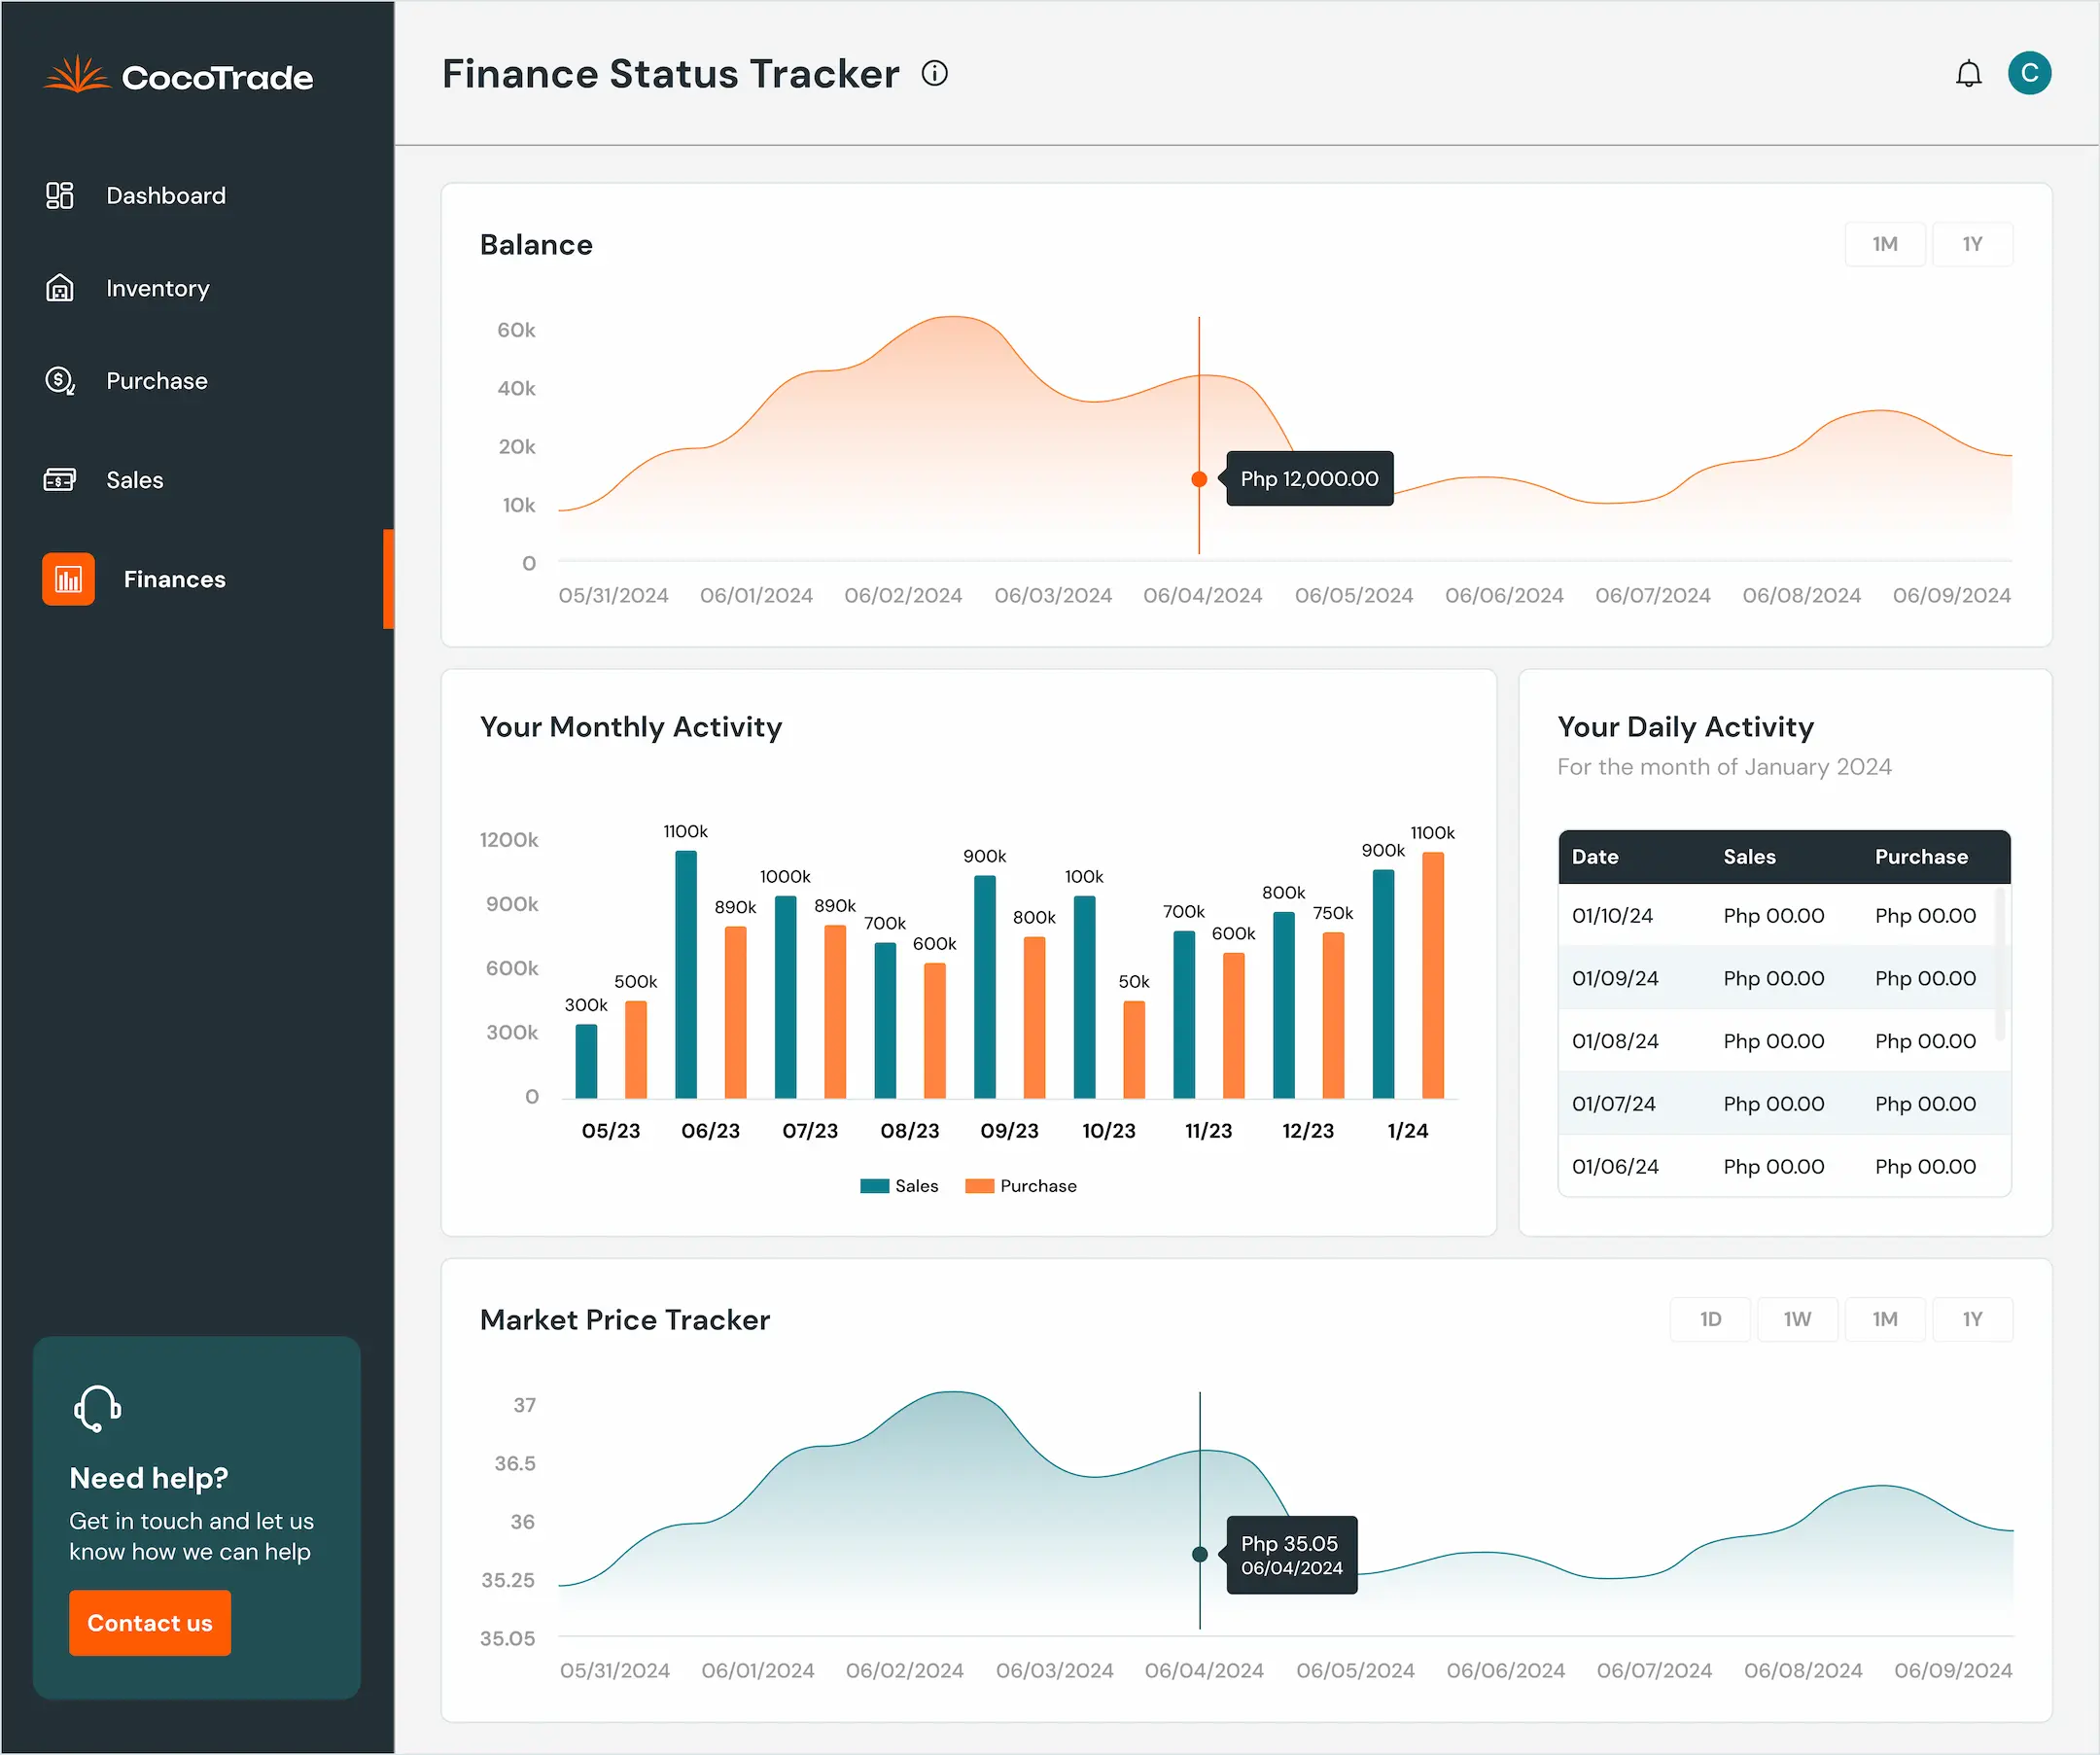 CocoTrade
Dashboard
Inventory
Purchase
Sales
Finances
Need help?
Get in touch and let us
know how we can help
Contact us
Finance Status Tracker
C
Balance
1M 1Y
60k
40k
20k
10k
0
Php 12,000.00
05/31/2024 06/01/2024 06/02/2024 06/03/2024 06/04/2024 06/05/2024 06/06/2024 06/07/2024 06/08/2024 06/09/2024
Your Monthly Activity
1200k
900k
600k
300k
0
300k 500k 1100k 890k 1000k 890k 700k 600k 900k 800k 100k 50k 700k 600k 800k 750k 900k 1100k
05/23 06/23 07/23 08/23 09/23 10/23 11/23 12/23 1/24
Sales Purchase
Your Daily Activity
For the month of January 2024
Date Sales Purchase
01/10/24 Php 00.00 Php 00.00
01/09/24 Php 00.00 Php 00.00
01/08/24 Php 00.00 Php 00.00
01/07/24 Php 00.00 Php 00.00
01/06/24 Php 00.00 Php 00.00
Market Price Tracker
1D 1W 1M 1Y
37
36.5
36
35.25
35.05
Php 35.05
06/04/2024
05/31/2024 06/01/2024 06/02/2024 06/03/2024 06/04/2024 06/05/2024 06/06/2024 06/07/2024 06/08/2024 06/09/2024